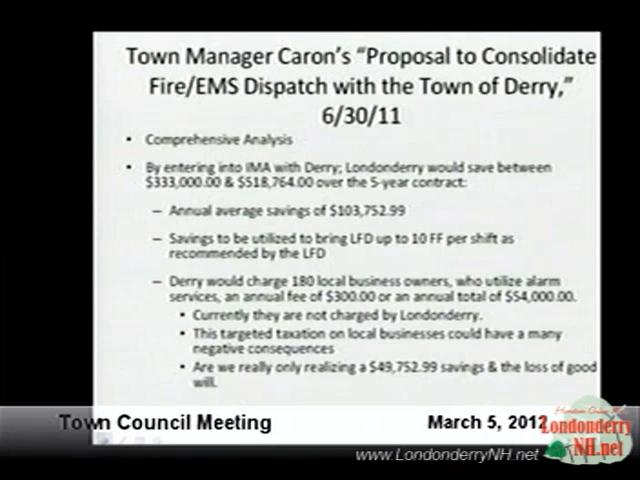 Town Manager Caron's "Proposal to Consolidate
Fire/EMS Dispatch with the Town of Derry,"
6/30/11
• Comprehensive Analysis
• By entering into IMA with Derry; Londonderry would save between
$333,000.00 & $518,764.00 over the 5-year contract:
– Annual average savings of $103,752.99
– Savings to be utilized to bring LFD up to 10 FF per shift as
recommended by the LFD
– Derry would charge 180 local business owners, who utilize alarm
services, an annual fee of $300.00 or an annual total of $54,000.00.
• Currently they are not charged by Londonderry.
• This targeted taxation on local businesses could have a many
negative consequences
• Are we really only realizing a $49,752.99 savings & the loss of good
will.
Town Council Meeting
March 5, 2012
Londonderry
NH.net
www.LondonderryNH.net